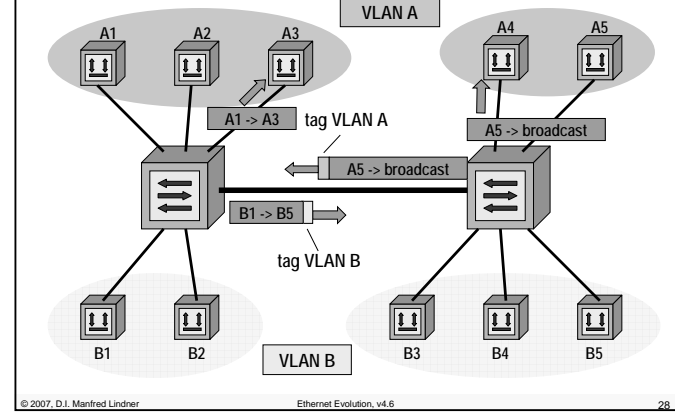 VLAN A
A1 A2 A3 A4 A5
A1 -> A3
tag VLAN A
A5 -> broadcast
A5 -> broadcast
B1 -> B5
tag VLAN B
B1 B2 B3 B4 B5
VLAN B
© 2007, D.I. Manfred Lindner Ethernet Evolution, v4.6 28